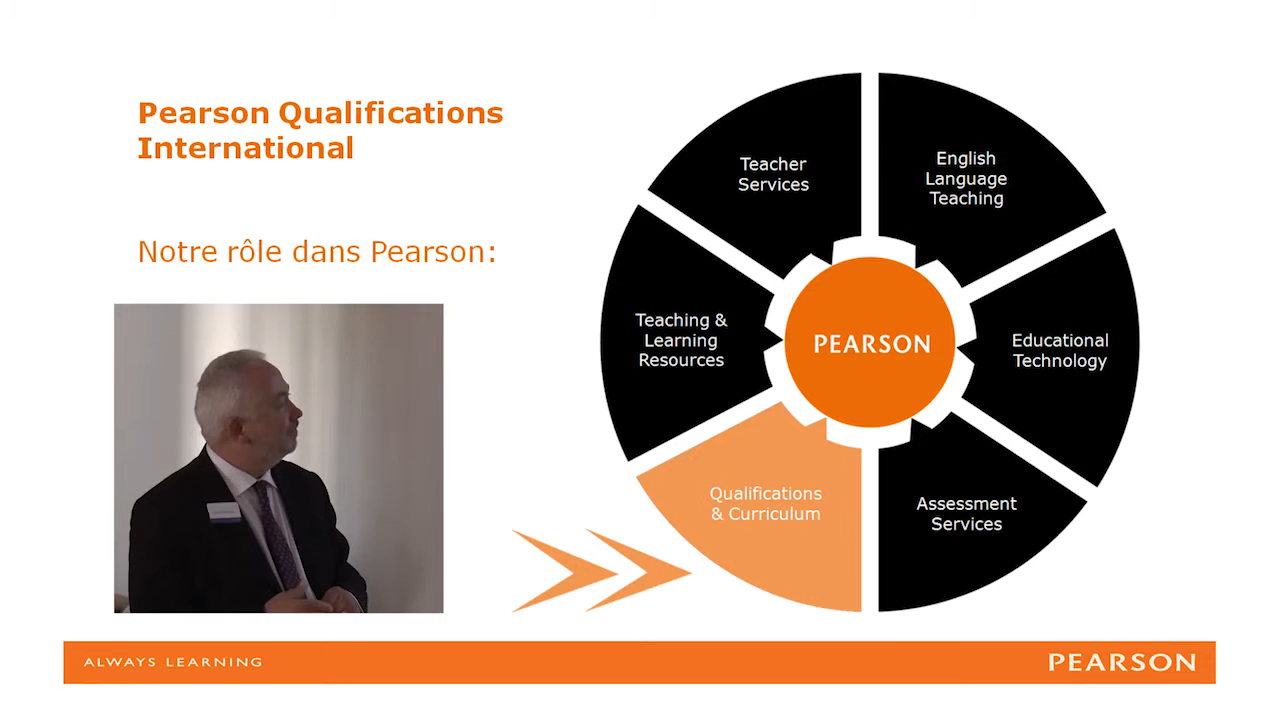 Pearson Qualifications
International
Notre rôle dans Pearson:
Teacher
Services
English
Language
Teaching
Teaching &
Learning
Resources
PEARSON
Educational
Technology
Qualifications
& Curriculum
Assessment
Services
ALWAYS LEARNING
PEARSON